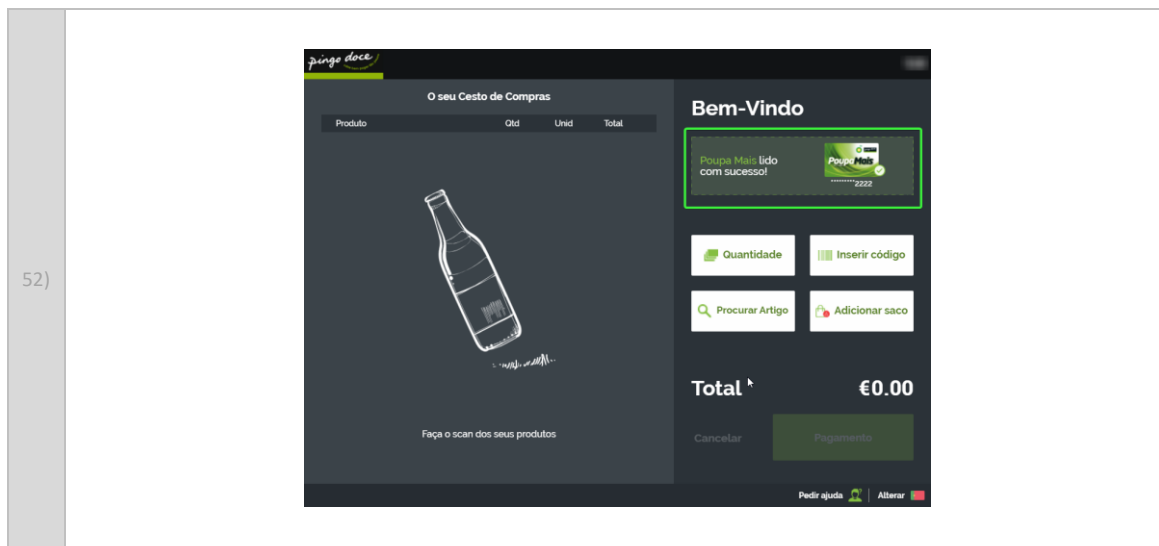 52)
pingo doce
O seu Cesto de Compras
Produto Qtd Unid Total
Faça o scan dos seus produtos
Bem-Vindo
Poupa Mais lido
com sucesso!
PoupaMais
*********2222
Quantidade
Inserir código
Procurar Artigo
Adicionar saco
Total €0.00
Cancelar
Pagamento
Pedir ajuda
Alterar